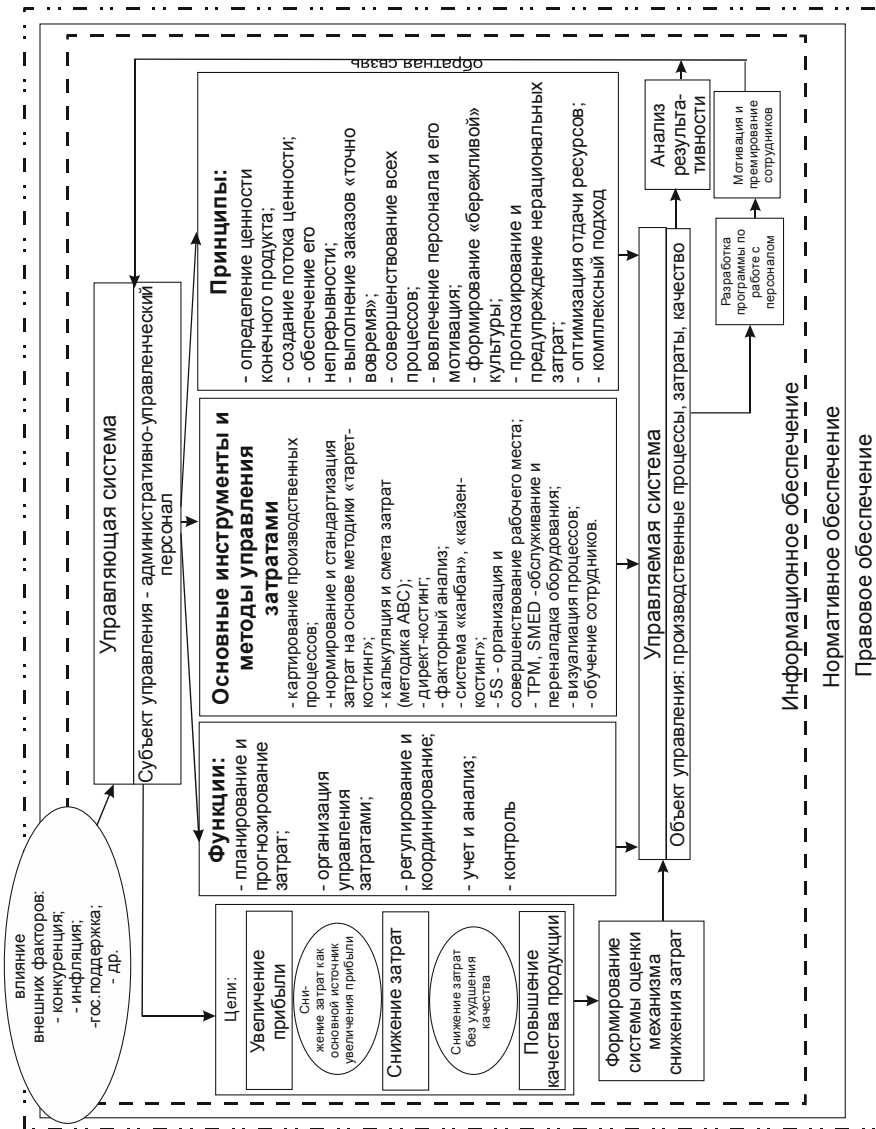 влияние
внешних факторов:
- конкуренция;
- инфляция;
-гос.поддержка;
- др.
Управляющая система
Субъект управления - административно-управленческий
персонал
Цели:
Увеличение
прибыли
Сни-
жение затрат как
основной источник
увеличения прибыли
Снижение затрат
Снижение затрат
без ухудшения
качества
Повышение
качества продукции
Функции:
- планирование и
прогнозирование
затрат;
- организация
управления
затратами;
- регулирование и
координирование;
- учет и анализ;
- контроль
Основные инструменты и
методы управления
затратами
- картирование производственных
процессов;
- нормирование и стандартизация
затрат на основе методики «таргет-
костинг»;
- калькуляция и смета затрат
(методика АВС);
- директ-костинг;
- факторный анализ;
- система «канбан», «кайзен-
костинг»;
- 5S - организация и
совершенствование рабочего места;
- TPM, SMED -обслуживание и
переналадка оборудования;
- визуалиация процессов;
- обучение сотрудников.
Принципы:
- определение ценности
конечного продукта;
- создание потока ценности;
- обеспечение его
непрерывности;
- выполнение заказов «точно
вовремя»;
- совершенствование всех
процессов;
- вовлечение персонала и его
мотивация;
- формирование «бережливой»
культуры;
- прогнозирование и
предупреждение нерациональных
затрат;
- оптимизация отдачи ресурсов;
- комплексный подход
обратная связь
Формирование
системы оценки
механизма
снижения затрат
Управляемая система
Объект управления: производственные процессы, затраты, качество
Анализ
результа-
тивности
Разработка
программы по
работе с
персоналом
Мотивация и
премирование
сотрудников
Информационное обеспечение
Нормативное обеспечение
Правовое обеспечение